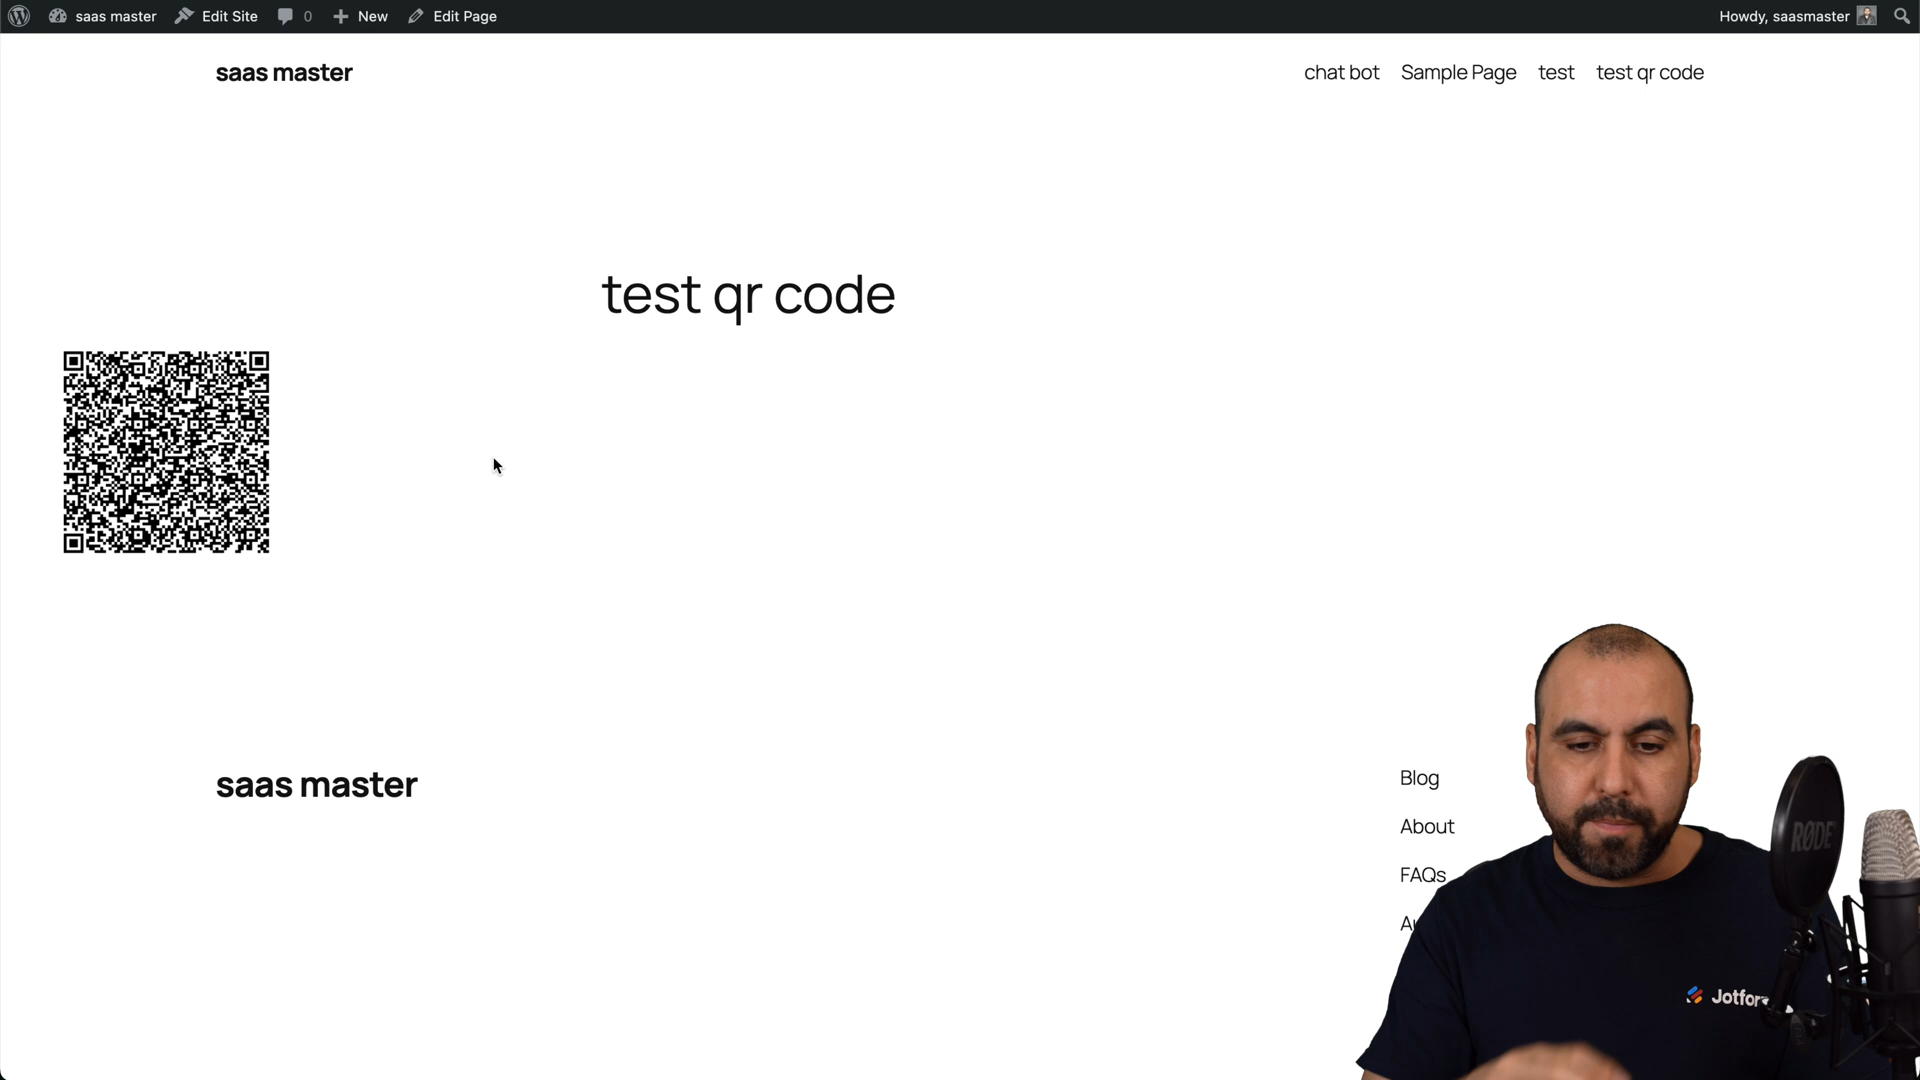 saas master Edit Site 0 New Edit Page Howdy, saasmaster
saas master chat bot Sample Page test test qr code
test qr code
saas master
Blog
About
FAQs
RØDE